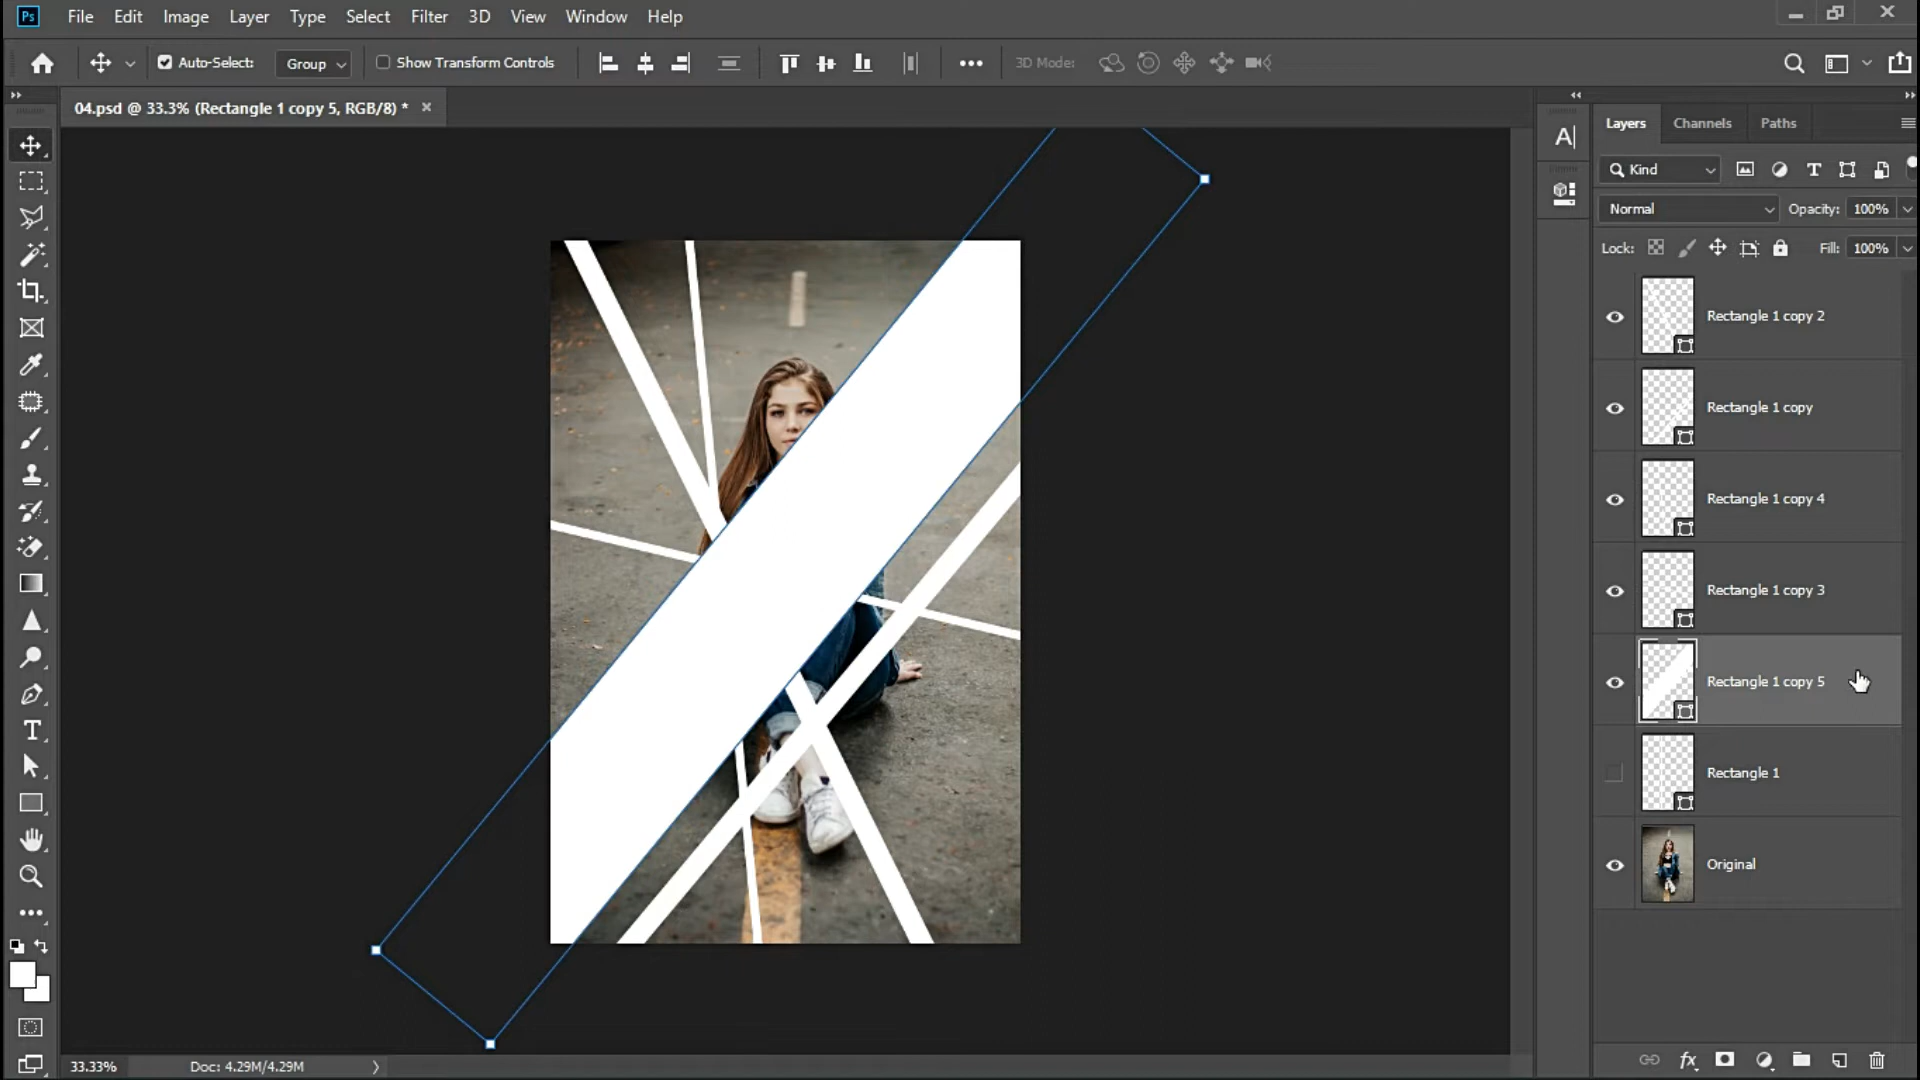 Ps File Edit Image Layer Type Select Filter 3D View Window Help
Auto-Select: Group Show Transform Controls 3D Mode:
04.psd @ 33.3% (Rectangle 1 copy 5, RGB/8) *
A
Layers Channels Paths
Kind T
Normal Opacity: 100%
Lock: Fill: 100%
Rectangle 1 copy 2
Rectangle 1 copy
Rectangle 1 copy 4
Rectangle 1 copy 3
Rectangle 1 copy 5
Rectangle 1
Original
T
fx
33.33% Doc: 4.29M/4.29M